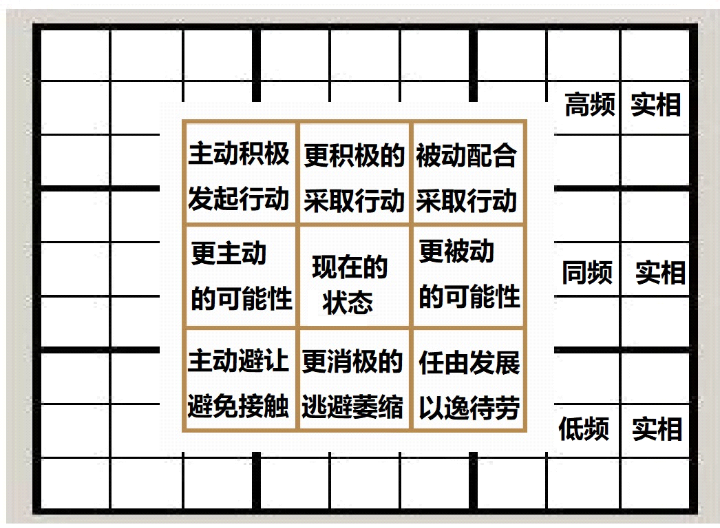 高频 实相
主动积极 更积极的 被动配合
发起行动 采取行动 采取行动
更主动 现在的 更被动
的可能性 状态 的可能性
同频 实相
主动避让 更消极的 任由发展
避免接触 逃避萎缩 以逸待劳
低频 实相